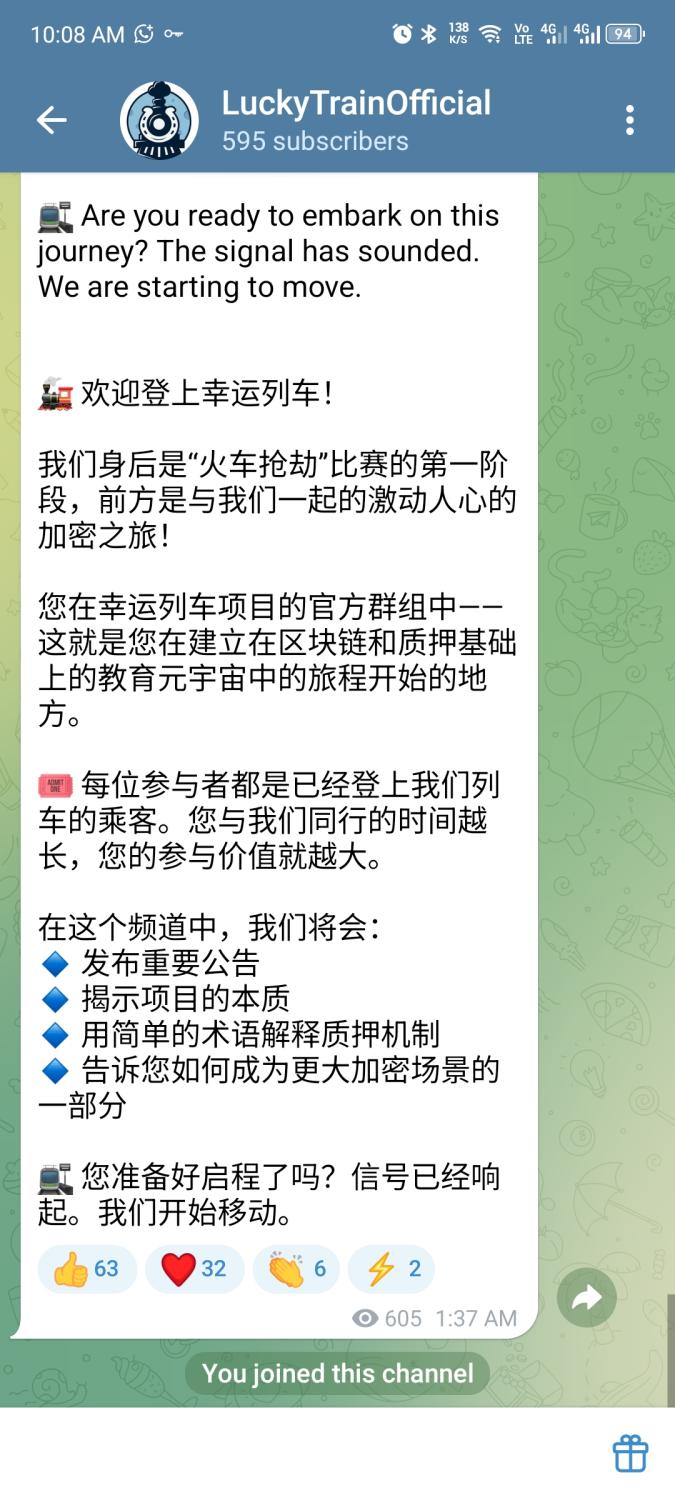 10:08 AM
138
K/S
Vo
LTE
4G
4G
94
LuckyTrainOfficial
595 subscribers
🚉 Are you ready to embark on this
journey? The signal has sounded.
We are starting to move.
🚂 欢迎登上幸运列车！
我们身后是“火车抢劫”比赛的第一阶
段，前方是与我们一起的激动人心的
加密之旅！
您在幸运列车项目的官方群组中——
这就是您在建立在区块链和质押基础
上的教育元宇宙中的旅程开始的地
方。
🎟 每位参与者都是已经登上我们列
车的乘客。您与我们同行的时间越
长，您的参与价值就越大。
在这个频道中，我们将会：
🔹 发布重要公告
🔹 揭示项目的本质
🔹 用简单的术语解释质押机制
🔹 告诉您如何成为更大加密场景的
一部分
🚉 您准备好启程了吗？信号已经响
起。我们开始移动。
👍 63 ❤️ 32 👏 6 ⚡ 2
605 1:37 AM
You joined this channel